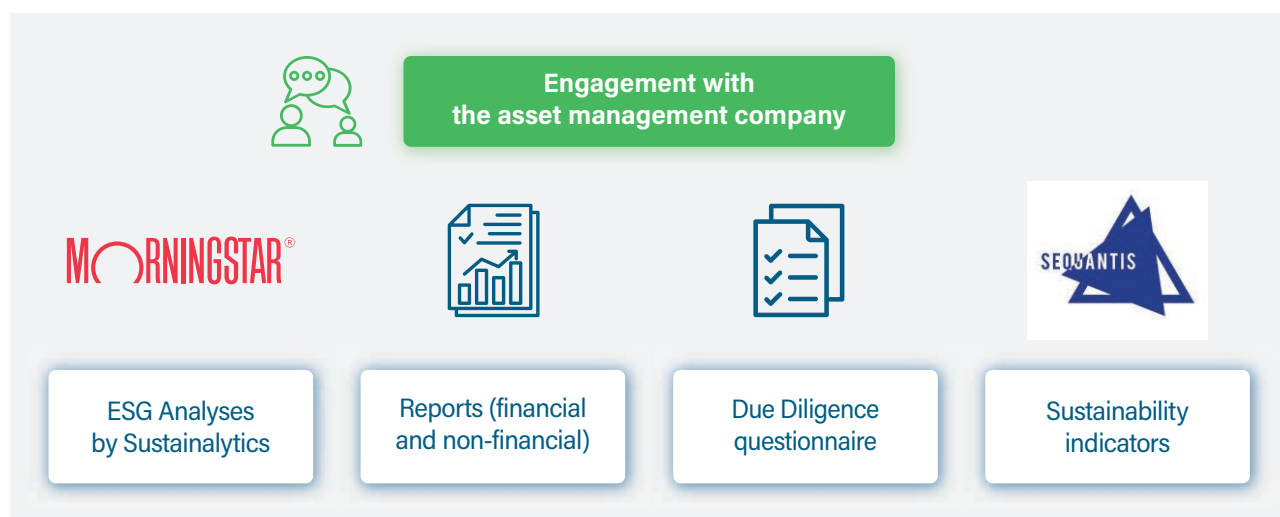 Engagement with
the asset management company
MORNINGSTAR®
SEQUANTIS
ESG Analyses
by Sustainalytics
Reports (financial
and non-financial)
Due Diligence
questionnaire
Sustainability
indicators